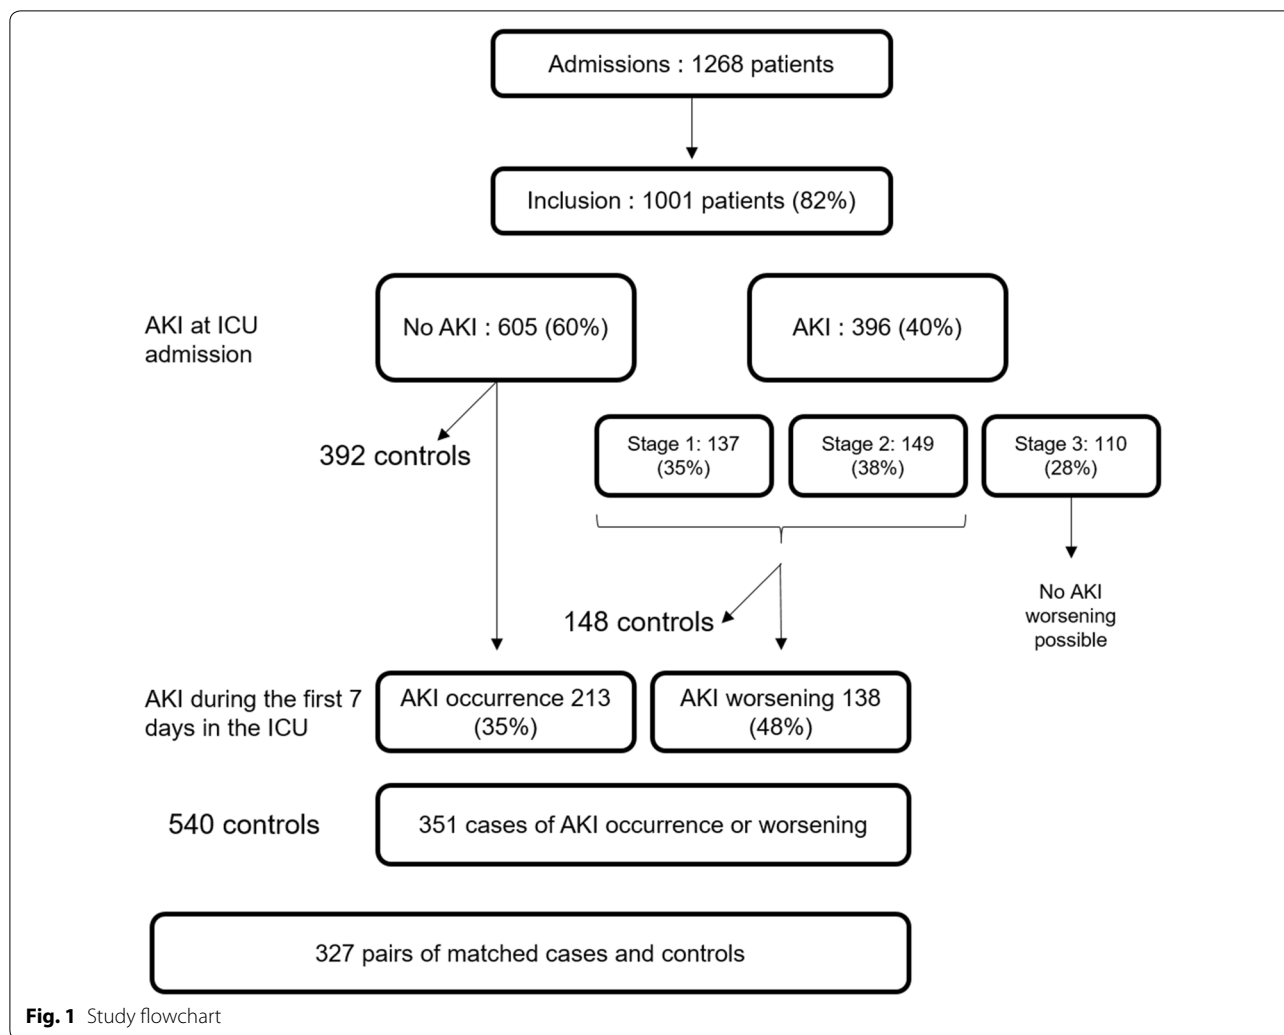 Admissions : 1268 patients
Inclusion : 1001 patients (82%)
AKI at ICU
admission
No AKI : 605 (60%)
AKI : 396 (40%)
392 controls
Stage 1: 137
(35%)
Stage 2: 149
(38%)
Stage 3: 110
(28%)
148 controls
No AKI
worsening
possible
AKI during the first 7
days in the ICU
AKI occurrence 213
(35%)
AKI worsening 138
(48%)
540 controls
351 cases of AKI occurrence or worsening
327 pairs of matched cases and controls
Fig. 1 Study flowchart